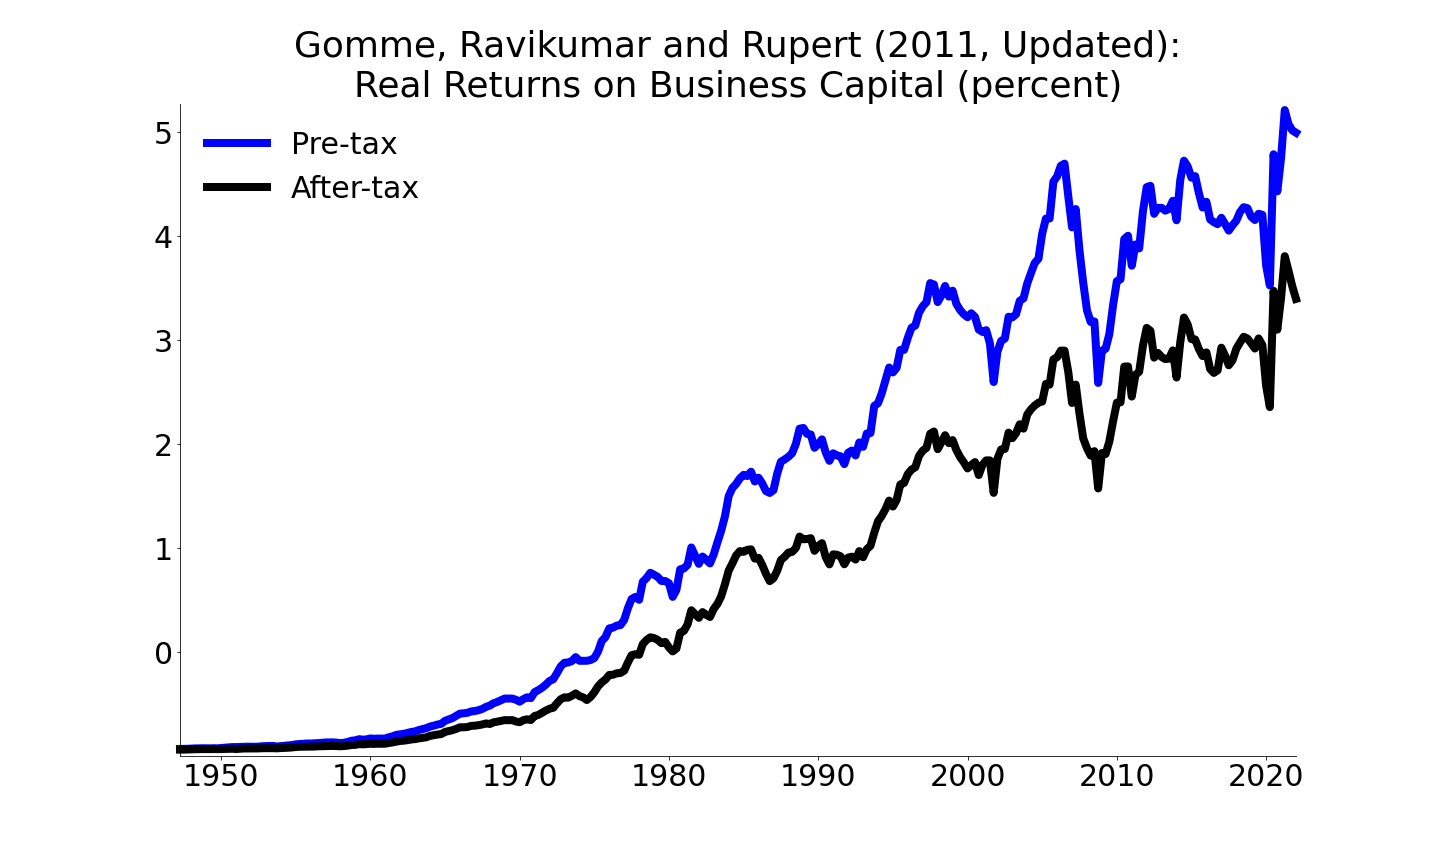 Gomme, Ravikumar and Rupert (2011, Updated):
Real Returns on Business Capital (percent)
Pre-tax
After-tax
5
4
3
2
1
0
1950 1960 1970 1980 1990 2000 2010 2020